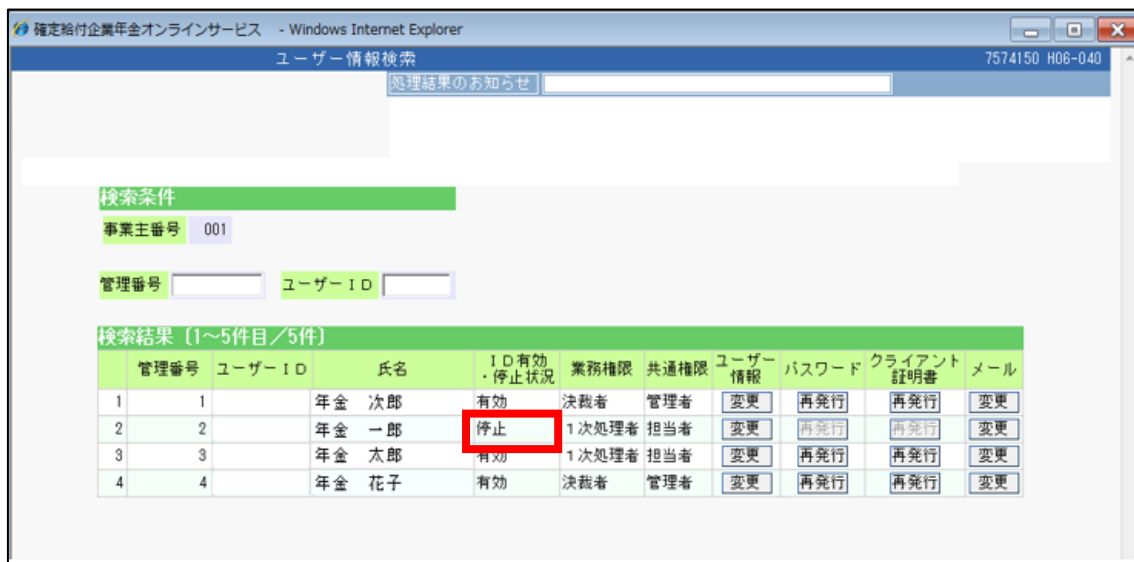 確定給付企業年金オンラインサービス - Windows Internet Explorer
ユーザー情報検索 7574150 H06-040
処理結果のお知らせ
検索条件
事業主番号 001
管理番号 ユーザーＩＤ
検索結果〔1～5件目／5件〕
管理番号 ユーザーＩＤ 氏名 ＩＤ有効・停止状況 業務権限 共通権限 ユーザー情報 パスワード クライアント証明書 メール
1 1 年金 次郎 有効 決裁者 管理者 変更 再発行 再発行 変更
2 2 年金 一郎 停止 １次処理者 担当者 変更 再発行 再発行 変更
3 3 年金 太郎 有効 １次処理者 担当者 変更 再発行 再発行 変更
4 4 年金 花子 有効 決裁者 管理者 変更 再発行 再発行 変更